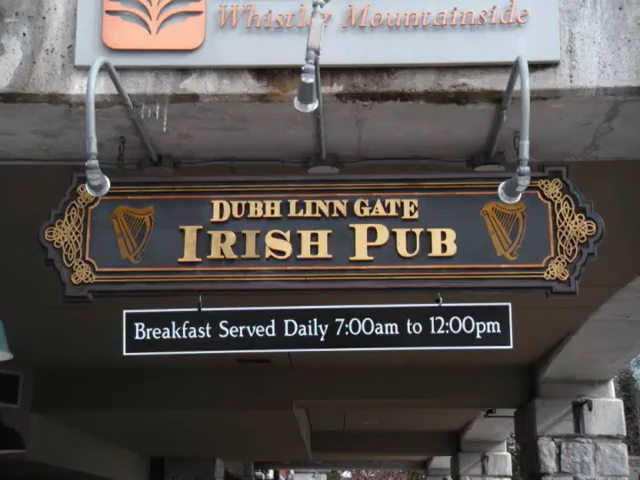 Whistler Mountainside
DUBH LINN GATE
IRISH PUB
Breakfast Served Daily 7:00am to 12:00pm